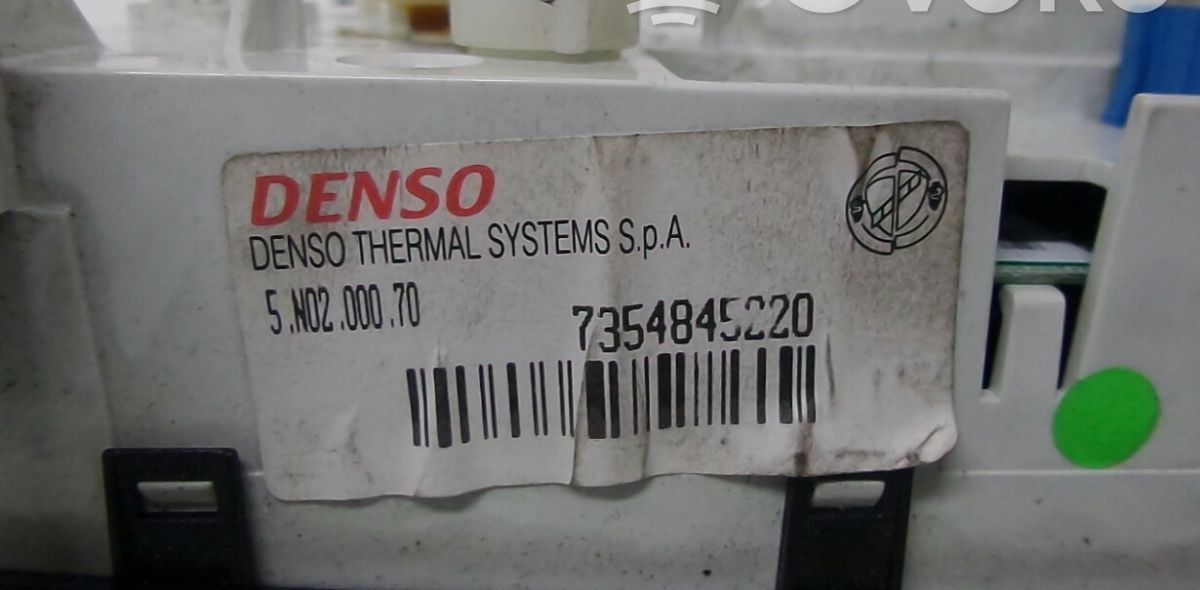 DENSO
DENSO THERMAL SYSTEMS S.p.A.
5.N02.000.70
7354845220